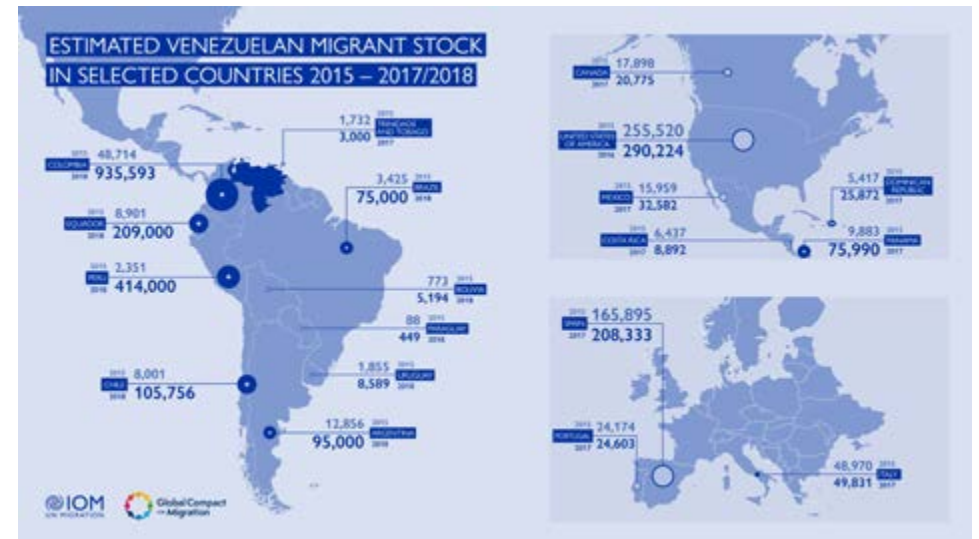 ESTIMATED VENEZUELAN MIGRANT STOCK
IN SELECTED COUNTRIES 2015 – 2017/2018
2015 1,732
3,000 2017
TRINIDAD
AND TOBAGO
COLOMBIA
2015 48,714
2018 935,593
3,425 2015
BRAZIL
75,000 2018
2015 8,901
EQUADOR
2018 209,000
2015 2,351
PERU
2018 414,000
773 2015
BOLIVIA
5,194 2018
88 2015
PARAGUAY
449
2015 8,001
CHILE
2018 105,756
1,855 2015
URUGUAY
8,589 2018
12,856 2015
ARGENTINA
95,000 2018
IOM
UN MIGRATION
Global Compact
Migration
2015 17,898
CANADA
2017 20,775
2015 255,520
UNITED STATES
OF AMERICA
290,224
2015 15,959
MEXICO
2017 32,582
5,417 2015
DOMINICAN
REPUBLIC
25,872 2017
2015 6,437
COSTA RICA
2017 8,892
9,883 2015
PANAMA
75,990 2017
2015 165,895
SPAIN
2017 208,333
2015 24,174
PORTUGAL
2017 24,603
48,970 2015
ITALY
49,831 2017